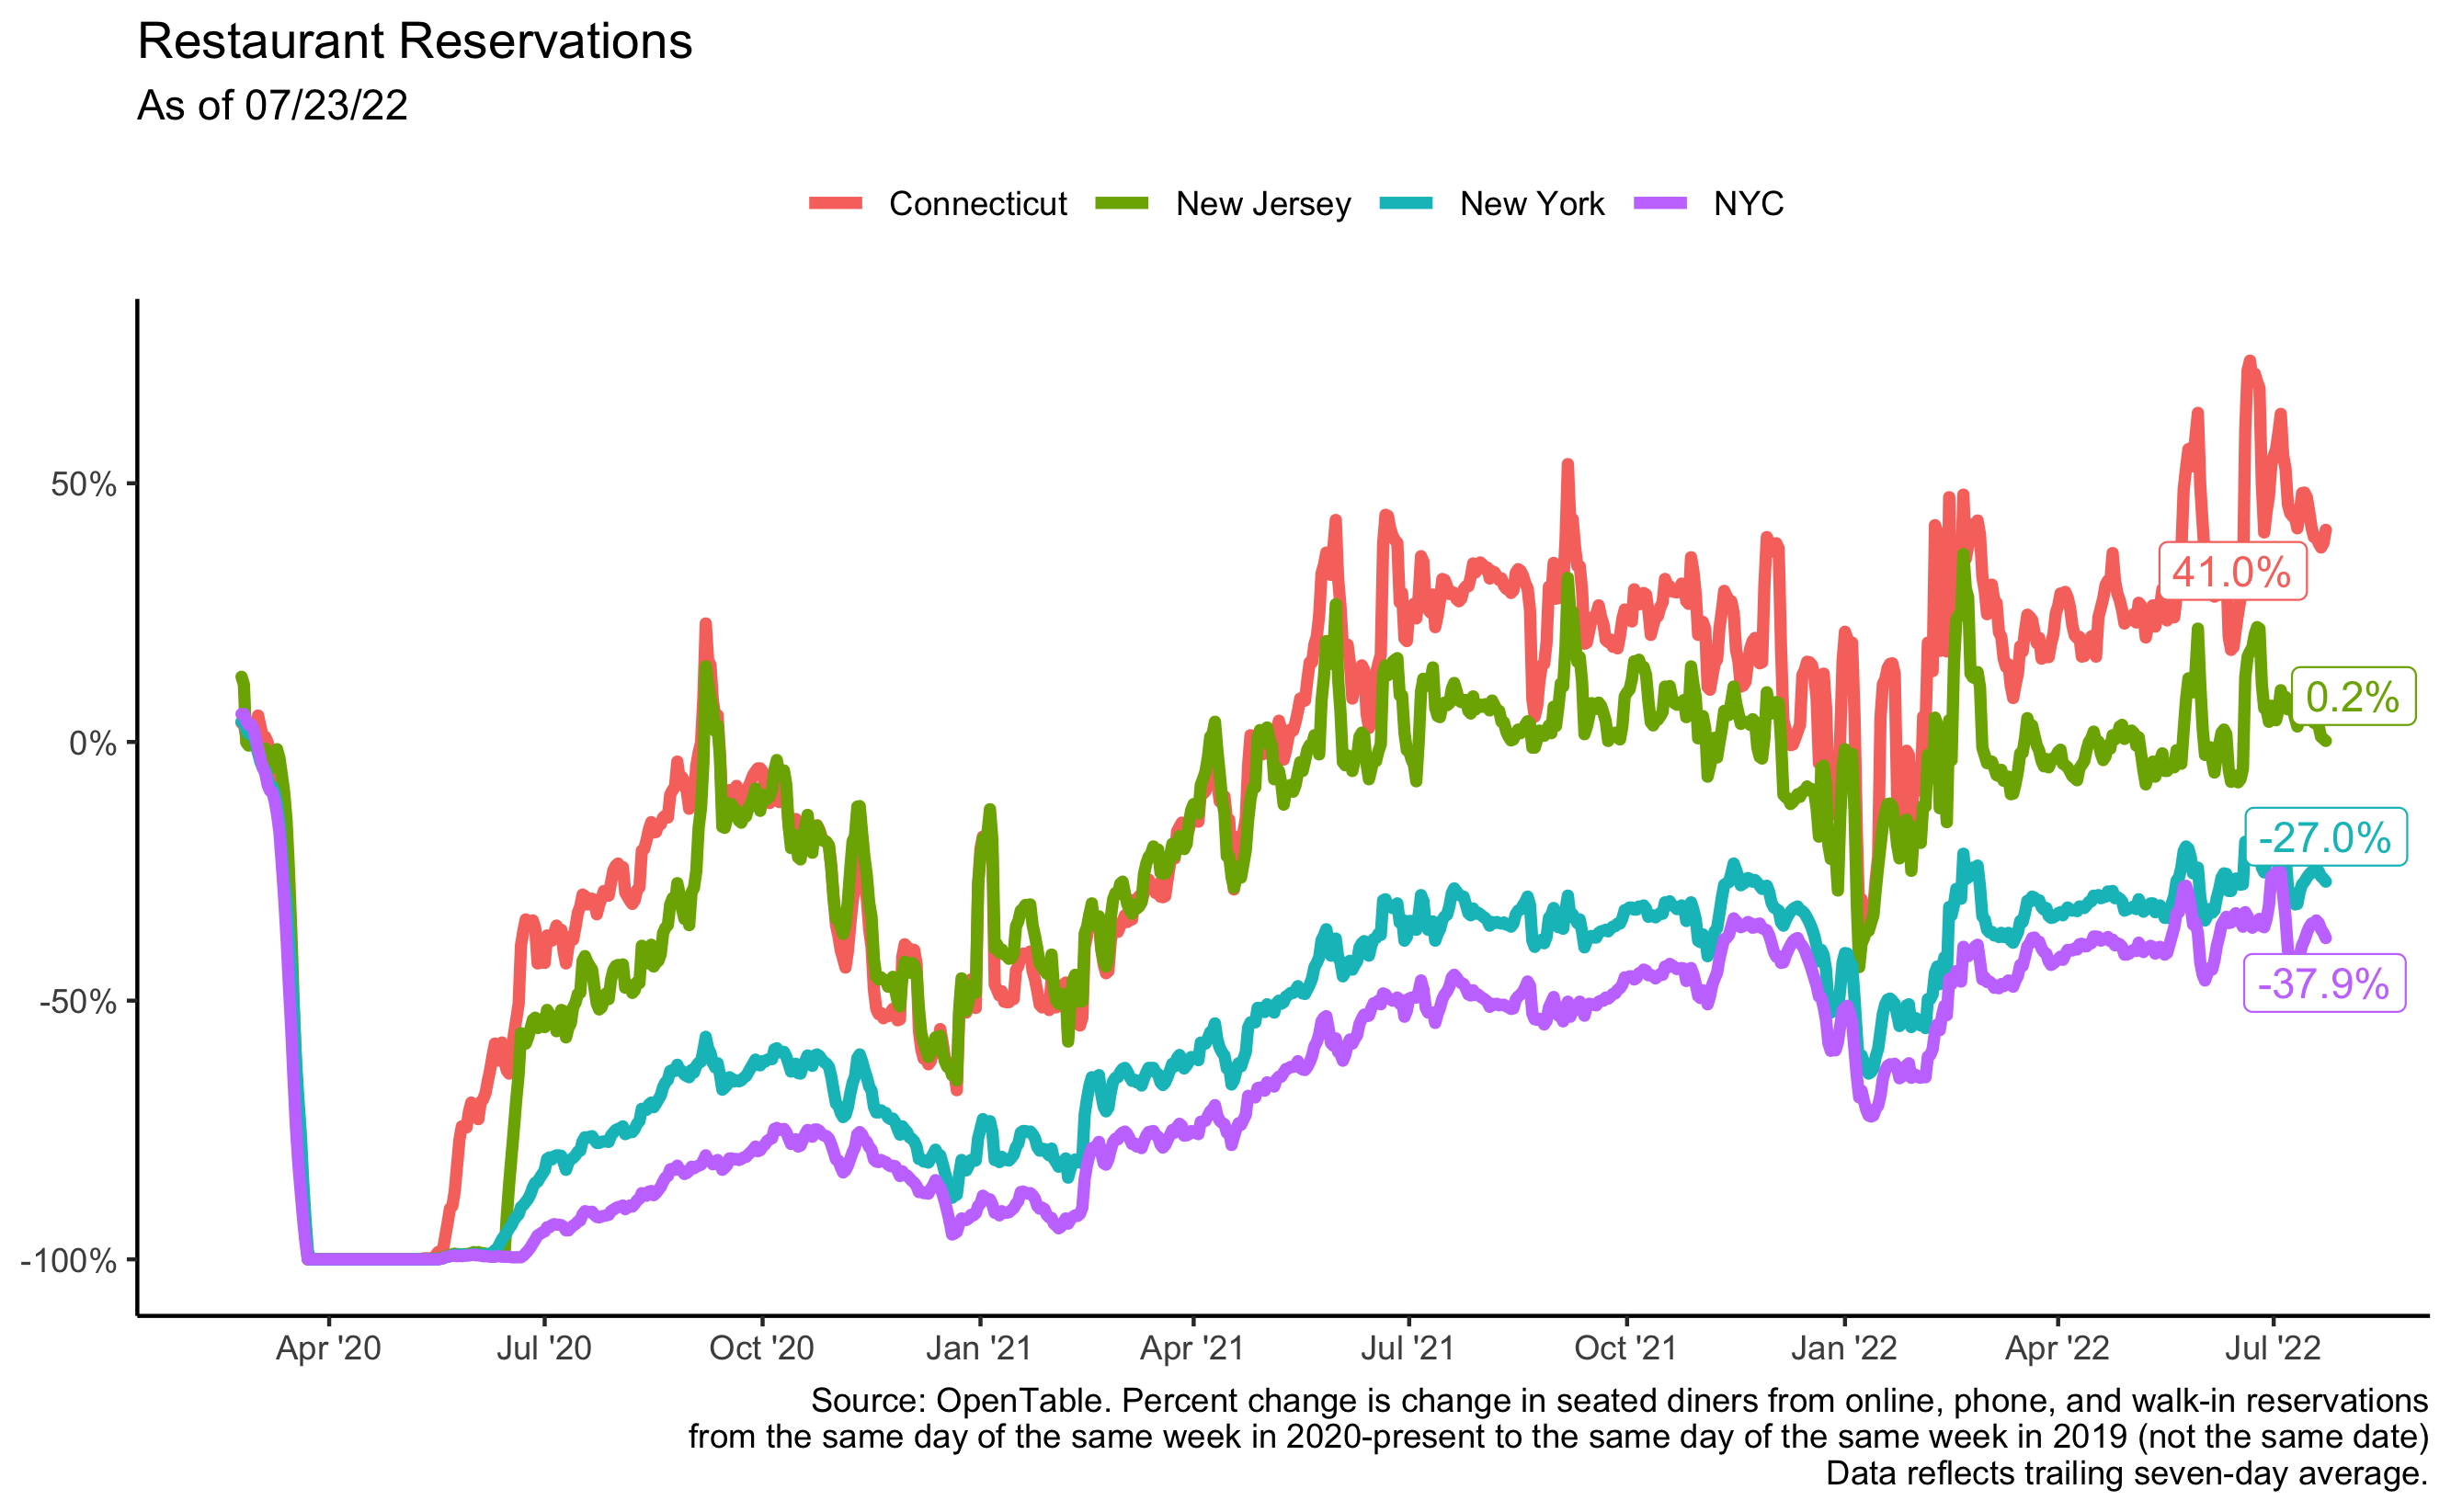 Restaurant Reservations
As of 07/23/22
Connecticut New Jersey New York NYC
50%
0%
-50%
-100%
41.0%
0.2%
-27.0%
-37.9%
Apr '20 Jul '20 Oct '20 Jan '21 Apr '21 Jul '21 Oct '21 Jan '22 Apr '22 Jul '22
Source: OpenTable. Percent change is change in seated diners from online, phone, and walk-in reservations
from the same day of the same week in 2020-present to the same day of the same week in 2019 (not the same date)
Data reflects trailing seven-day average.